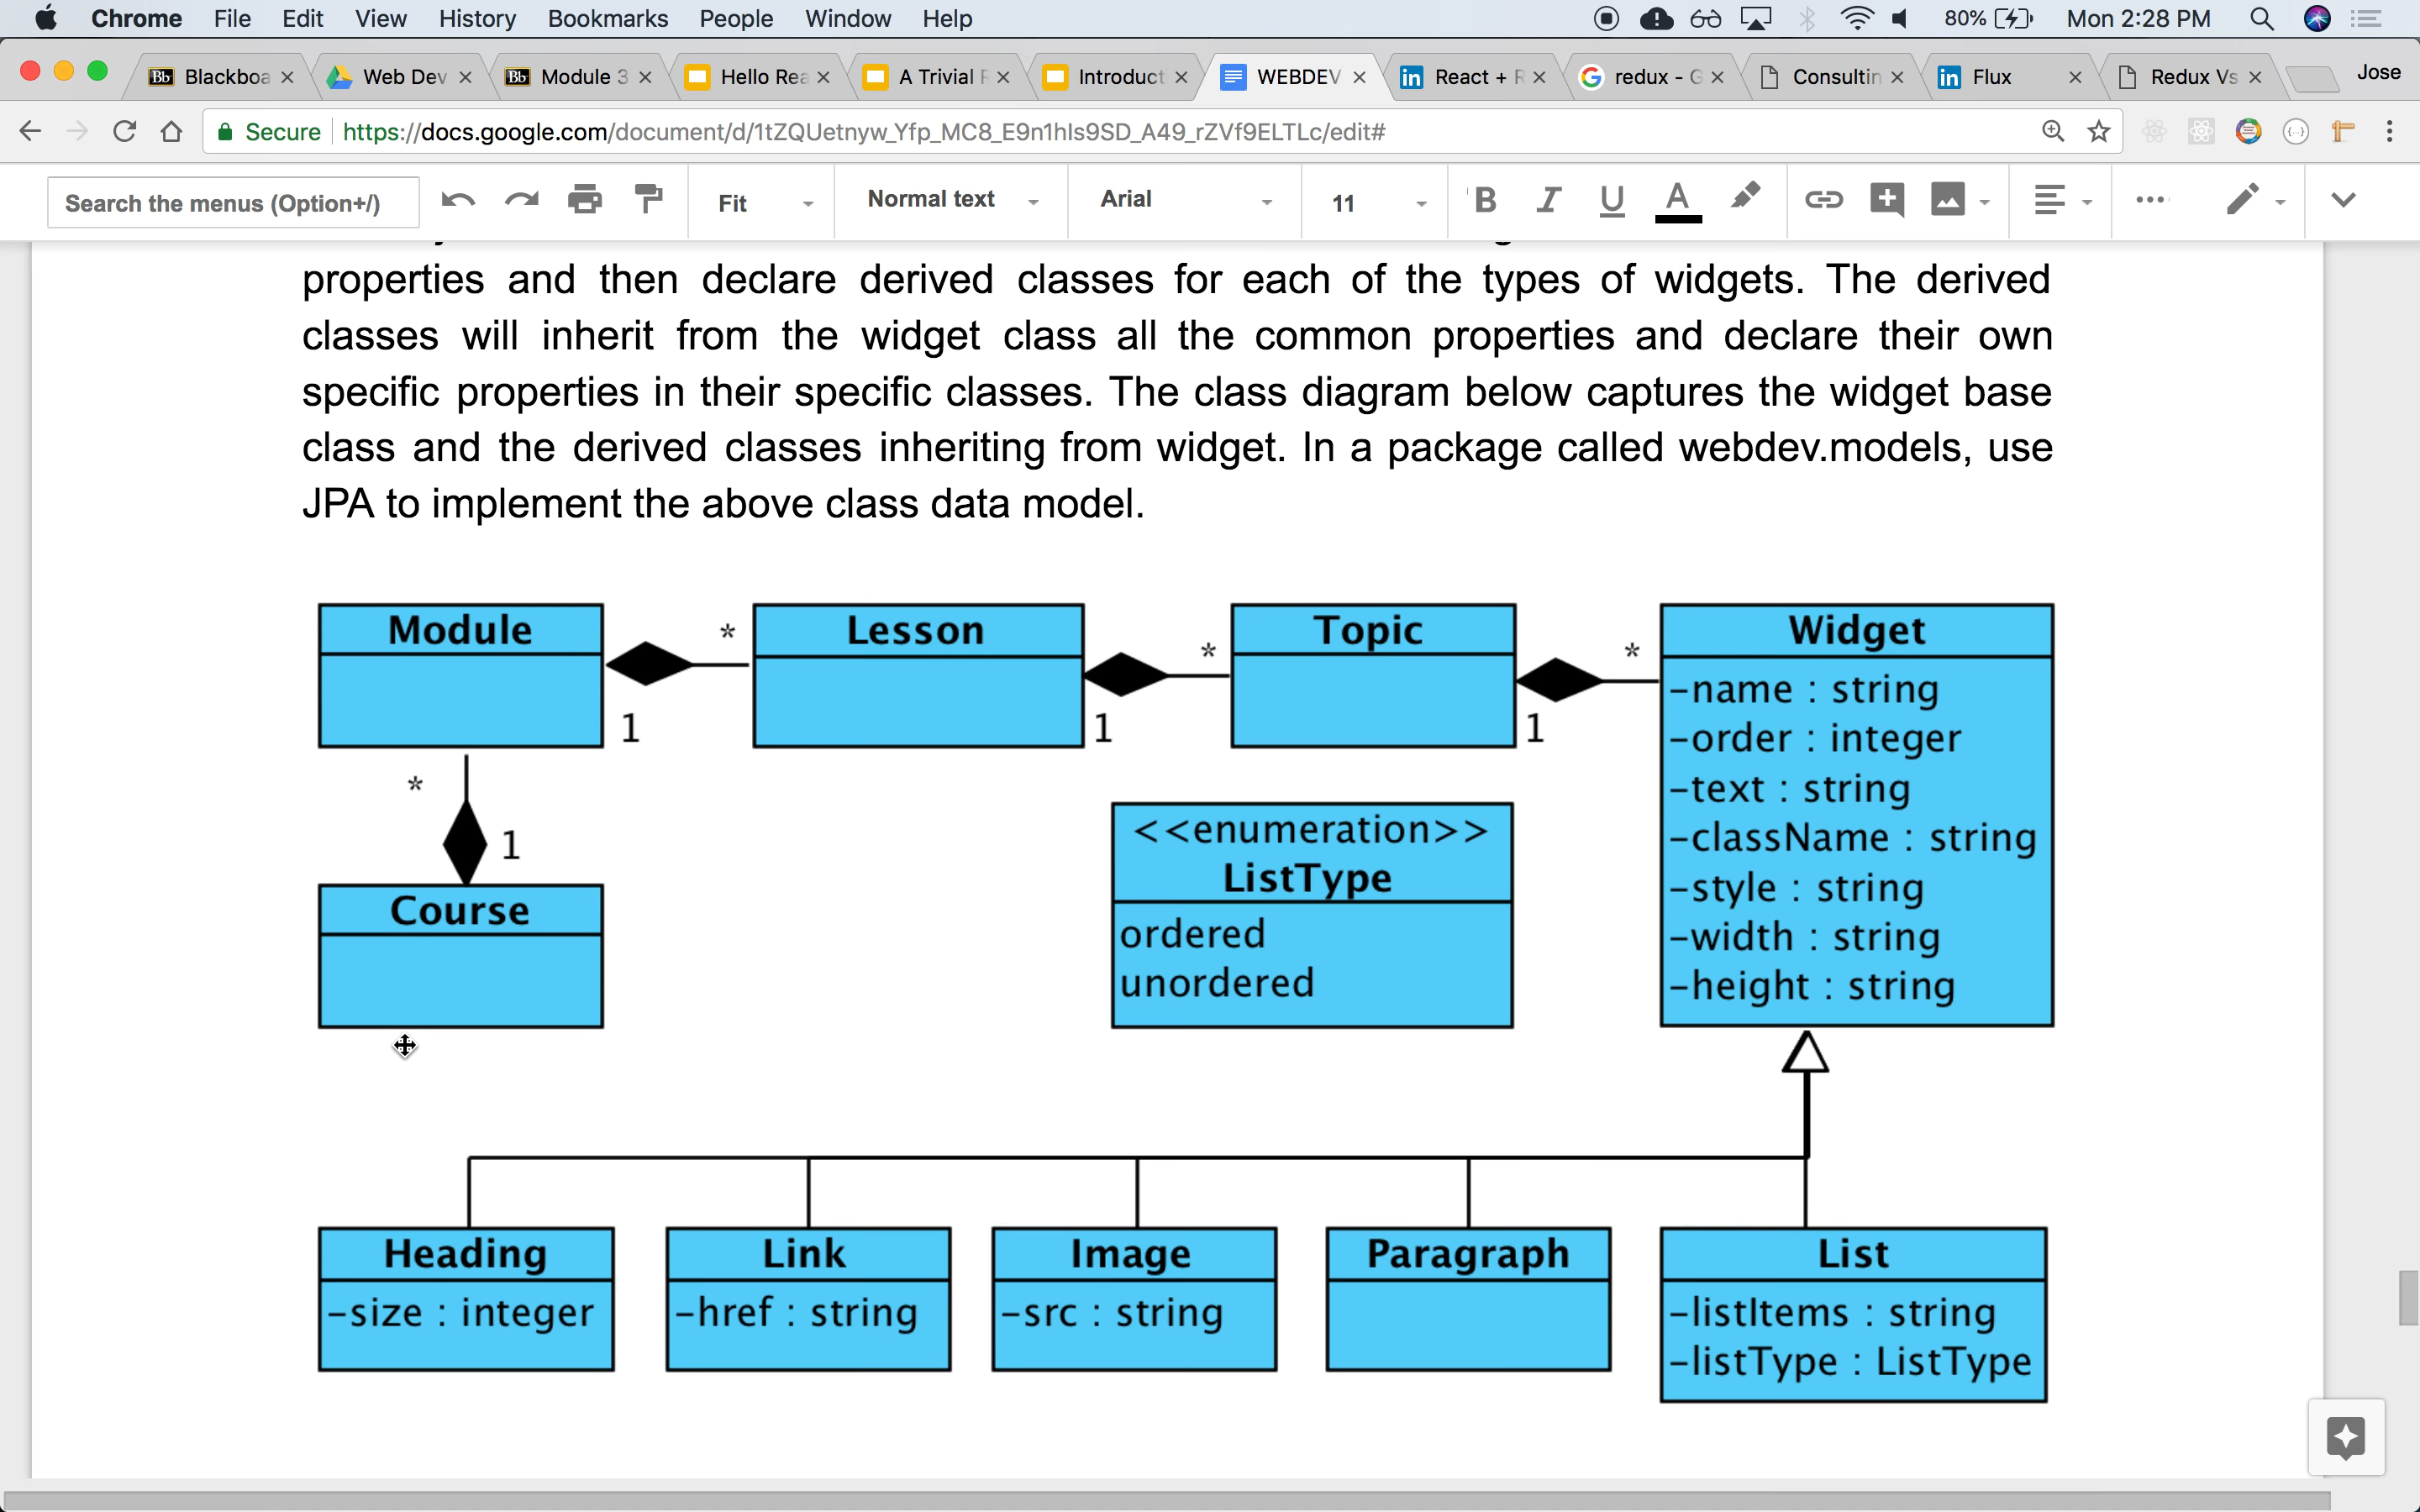 Chrome File Edit View History Bookmarks People Window Help 80% Mon 2:28 PM
Blackboa Web Dev Module 3 Hello Rea A Trivial Introduct WEBDEV React + redux - G Consultin Flux Redux Vs Jose
Secure https://docs.google.com/document/d/1tZQUetnyw_Yfp_MC8_E9n1hIs9SD_A49_rZVf9ELTLc/edit#
Search the menus (Option+/) Fit Normal text Arial 11 B I U A
properties and then declare derived classes for each of the types of widgets. The derived
classes will inherit from the widget class all the common properties and declare their own
specific properties in their specific classes. The class diagram below captures the widget base
class and the derived classes inheriting from widget. In a package called webdev.models, use
JPA to implement the above class data model.
Module
* 1
Lesson
* 1
Topic
* 1
Widget
-name : string
-order : integer
-text : string
-className : string
-style : string
-width : string
-height : string
* 1
Course
<<enumeration>>
ListType
ordered
unordered
Heading
-size : integer
Link
-href : string
Image
-src : string
Paragraph
List
-listItems : string
-listType : ListType